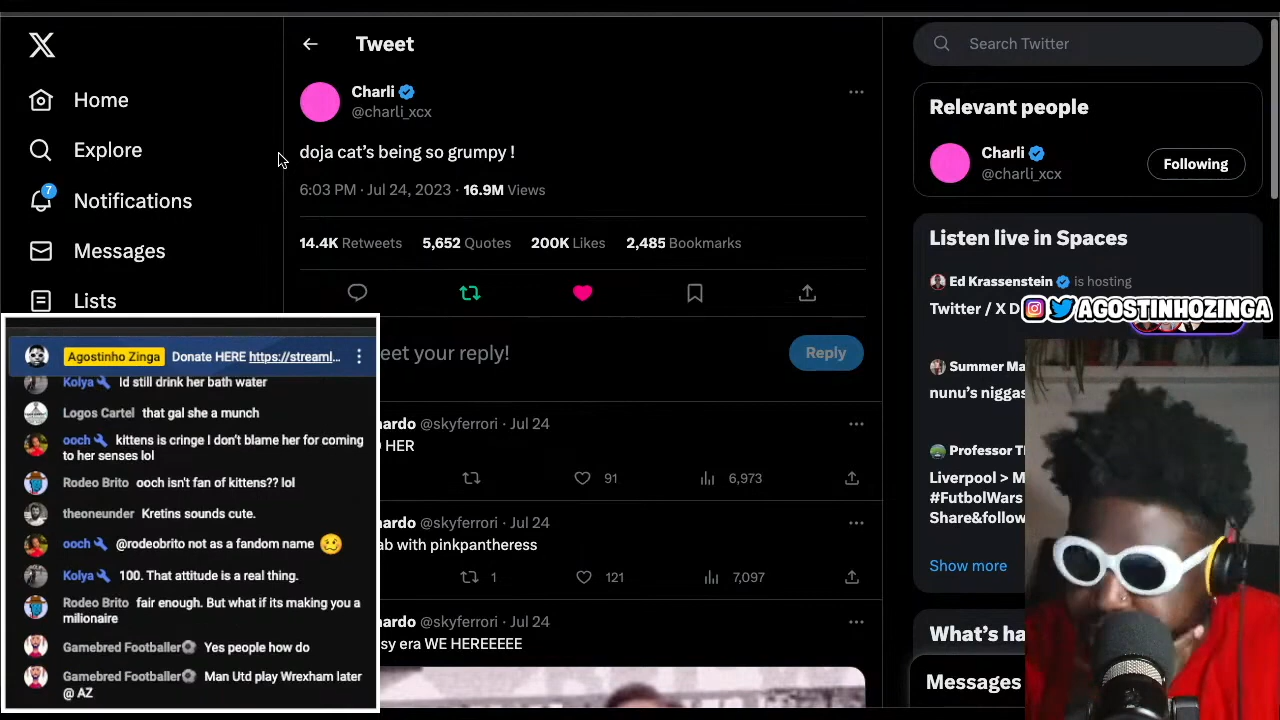 Home
Explore
Notifications
7
Messages
Lists
Tweet
Charli
@charli_xcx
doja cat’s being so grumpy !
6:03 PM · Jul 24, 2023 · 16.9M Views
14.4K Retweets 5,652 Quotes 200K Likes 2,485 Bookmarks
eet your reply!
Reply
ardo @skyferrori · Jul 24
HER
91
6,973
ardo @skyferrori · Jul 24
ab with pinkpantheress
1
121
7,097
ardo @skyferrori · Jul 24
sy era WE HEREEEEE
Search Twitter
Relevant people
Charli
@charli_xcx
Following
Listen live in Spaces
Ed Krassenstein is hosting
Twitter / X D
AGOSTINHOZINGA
Summer Ma
nunu’s niggas
Professor T
Liverpool > M
#FutbolWars
Share&follow
Show more
What’s ha
Messages
Agostinho Zinga Donate HERE https://streaml...
Kolya Id still drink her bath water
Logos Cartel that gal she a munch
ooch kittens is cringe I don’t blame her for coming
to her senses lol
Rodeo Brito ooch isn't fan of kittens?? lol
theoneunder Kretins sounds cute.
ooch @rodeobrito not as a fandom name 🥴
Kolya 100. That attitude is a real thing.
Rodeo Brito fair enough. But what if its making you a
milionaire
Gamebred Footballer⚽ Yes people how do
Gamebred Footballer⚽ Man Utd play Wrexham later
@ AZ